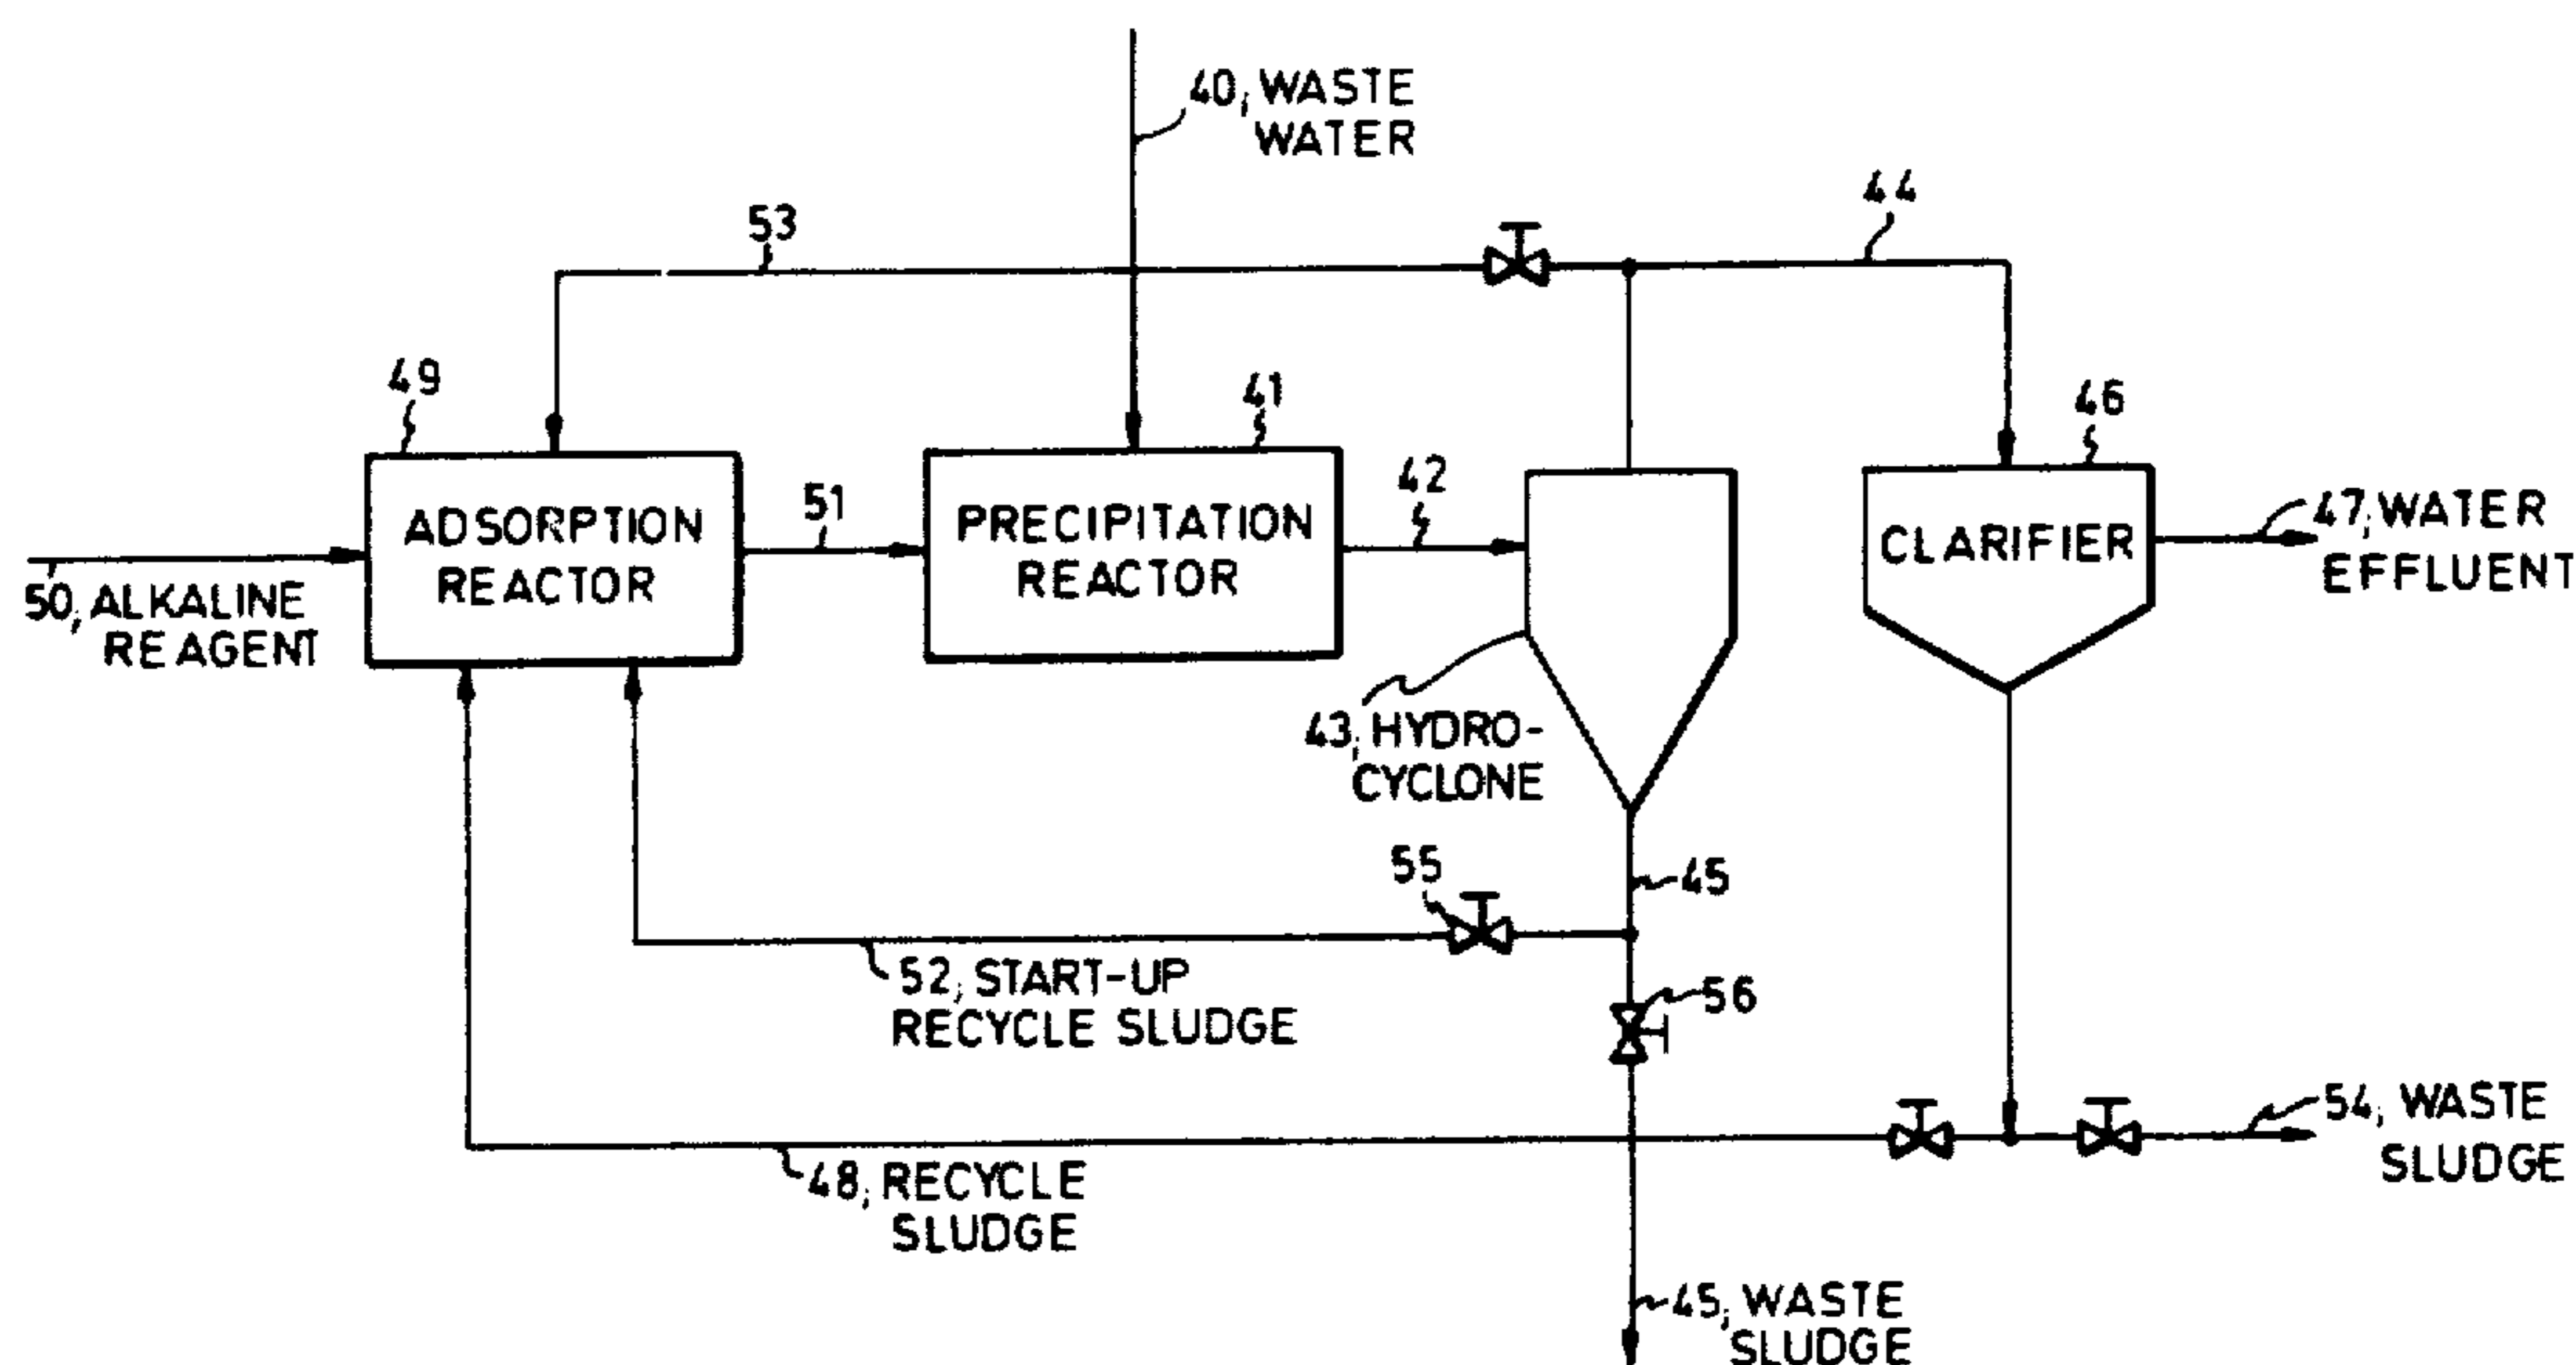 40, WASTE
WATER
53
44
49
41
46
42
51
ADSORPTION
REACTOR
PRECIPITATION
REACTOR
CLARIFIER
47, WATER
EFFLUENT
50, ALKALINE
REAGENT
43, HYDRO-
CYCLONE
55
45
52, START-UP
RECYCLE SLUDGE
56
54, WASTE
SLUDGE
48, RECYCLE
SLUDGE
45, WASTE
SLUDGE